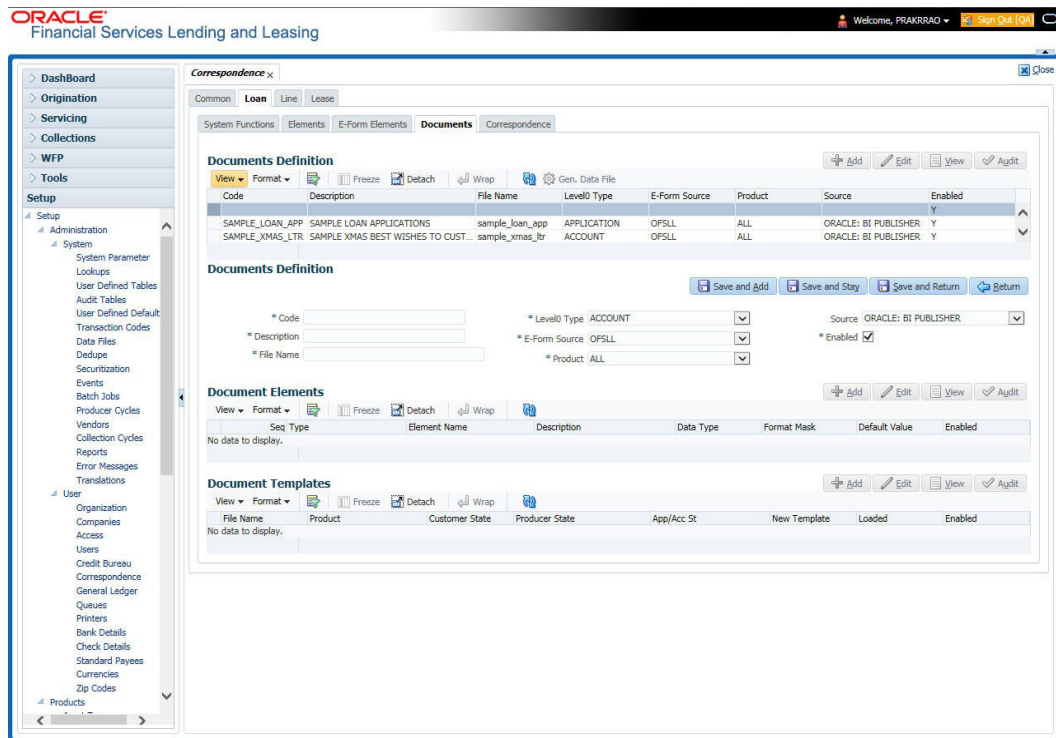 ORACLE
Financial Services Lending and Leasing
Welcome, PRAKRRAO
Sign Out [QA]
DashBoard
Origination
Servicing
Collections
WFP
Tools
Setup
Setup
Administration
System
System Parameter
Lookups
User Defined Tables
Audit Tables
User Defined Default
Transaction Codes
Data Files
Dedupe
Securitization
Events
Batch Jobs
Producer Cycles
Vendors
Collection Cycles
Reports
Error Messages
Translations
User
Organization
Companies
Access
Users
Credit Bureau
Correspondence
General Ledger
Queues
Printers
Bank Details
Check Details
Standard Payees
Currencies
Zip Codes
Products
Correspondence x
Close
Common Loan Line Lease
System Functions Elements E-Form Elements Documents Correspondence
Documents Definition
Add Edit View Audit
View Format Freeze Detach Wrap Gen. Data File
Code Description File Name Level0 Type E-Form Source Product Source Enabled
Y
SAMPLE_LOAN_APP SAMPLE LOAN APPLICATIONS sample_loan_app APPLICATION OFSLL ALL ORACLE: BI PUBLISHER Y
SAMPLE_XMAS_LTR SAMPLE XMAS BEST WISHES TO CUST... sample_xmas_ltr ACCOUNT OFSLL ALL ORACLE: BI PUBLISHER Y
Documents Definition
Save and Add Save and Stay Save and Return Return
* Code
* Description
* File Name
* Level0 Type ACCOUNT
* E-Form Source OFSLL
* Product ALL
Source ORACLE: BI PUBLISHER
* Enabled
Document Elements
Add Edit View Audit
View Format Freeze Detach Wrap
Seq Type Element Name Description Data Type Format Mask Default Value Enabled
No data to display.
Document Templates
Add Edit View Audit
View Format Freeze Detach Wrap
File Name Product Customer State Producer State App/Acc St New Template Loaded Enabled
No data to display.